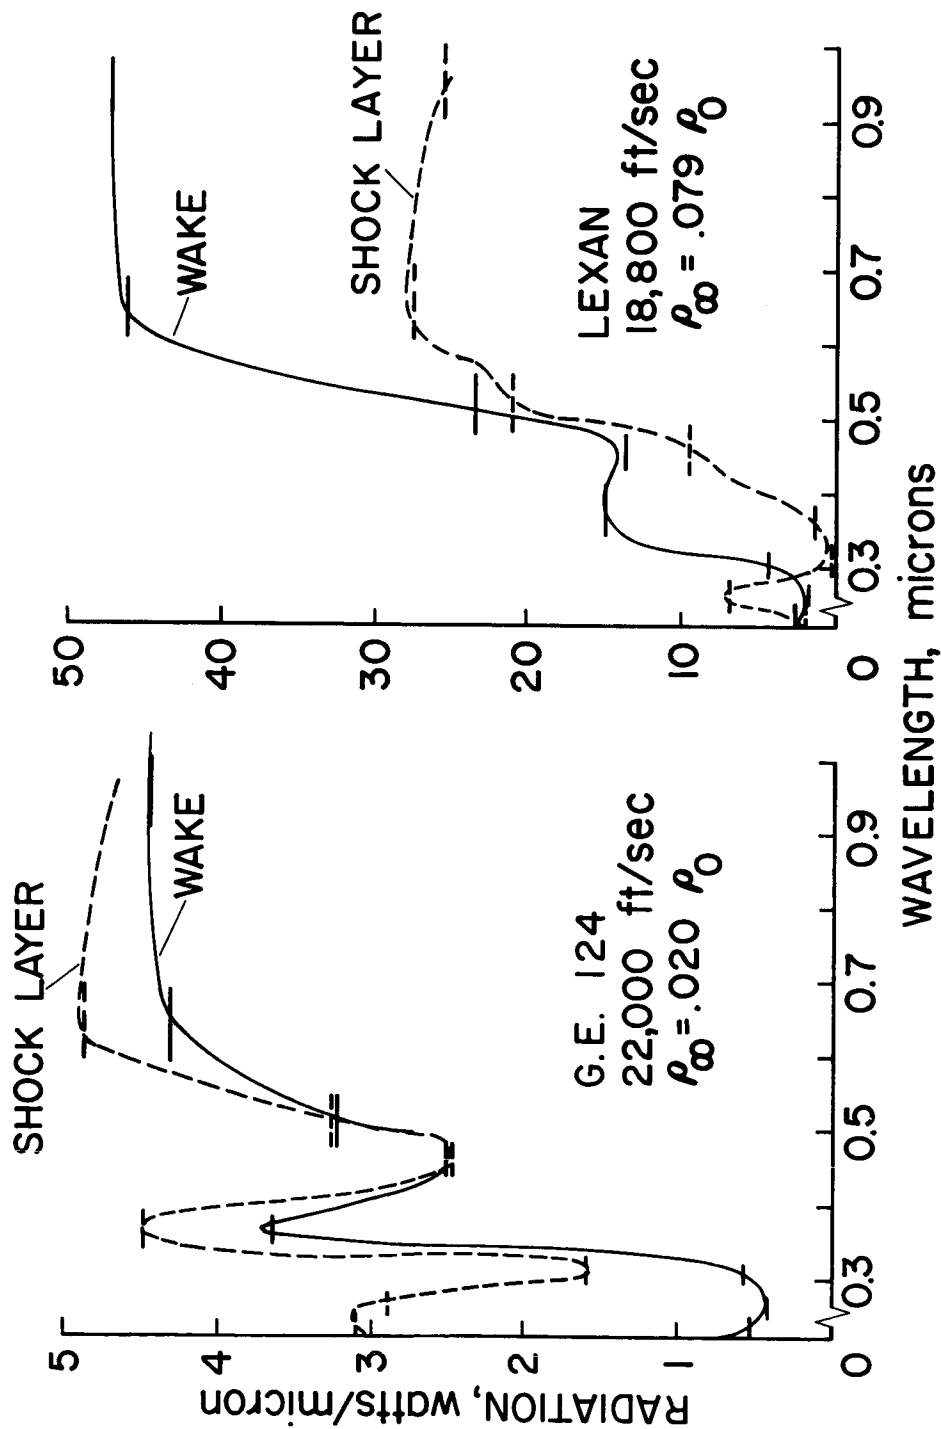 SHOCK LAYER
WAKE
G.E. 124
22,000 ft/sec
ρ∞=.020 ρ0
RADIATION, watts/micron
5
3
2
1
0
0.3
0.5
0.7
0.9
WAKE
SHOCK LAYER
LEXAN
18,800 ft/sec
ρ∞=.079 ρ0
50
30
20
10
0
0.3
0.5
0.7
0.9
WAVELENGTH, microns